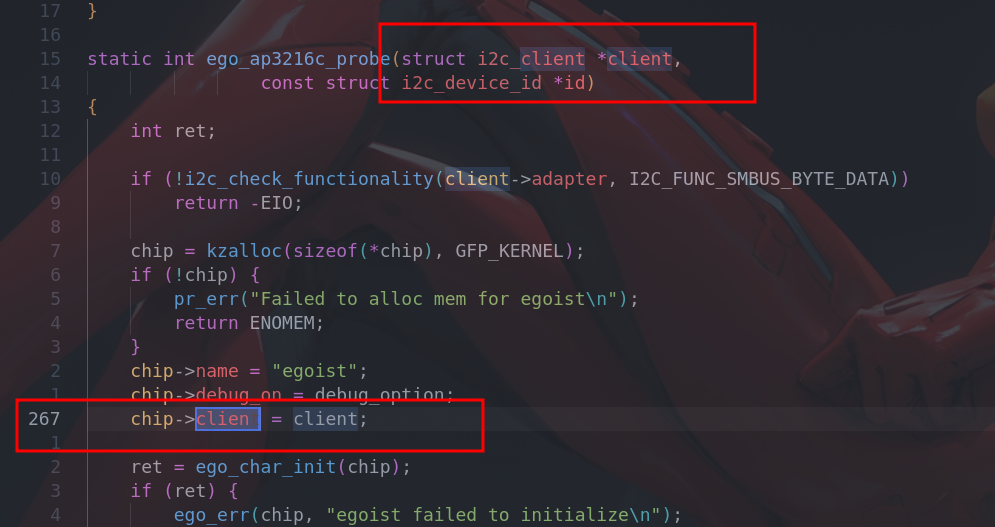 17 }
16
15 static int ego_ap3216c_probe(struct i2c_client *client,
14 const struct i2c_device_id *id)
13 {
12 int ret;
11
10 if (!i2c_check_functionality(client->adapter, I2C_FUNC_SMBUS_BYTE_DATA))
9 return -EIO;
8
7 chip = kzalloc(sizeof(*chip), GFP_KERNEL);
6 if (!chip) {
5 pr_err("Failed to alloc mem for egoist\n");
4 return ENOMEM;
3 }
2 chip->name = "egoist";
1 chip->debug_on = debug_option;
267 chip->client = client;
1
2 ret = ego_char_init(chip);
3 if (ret) {
4 ego_err(chip, "egoist failed to initialize\n");